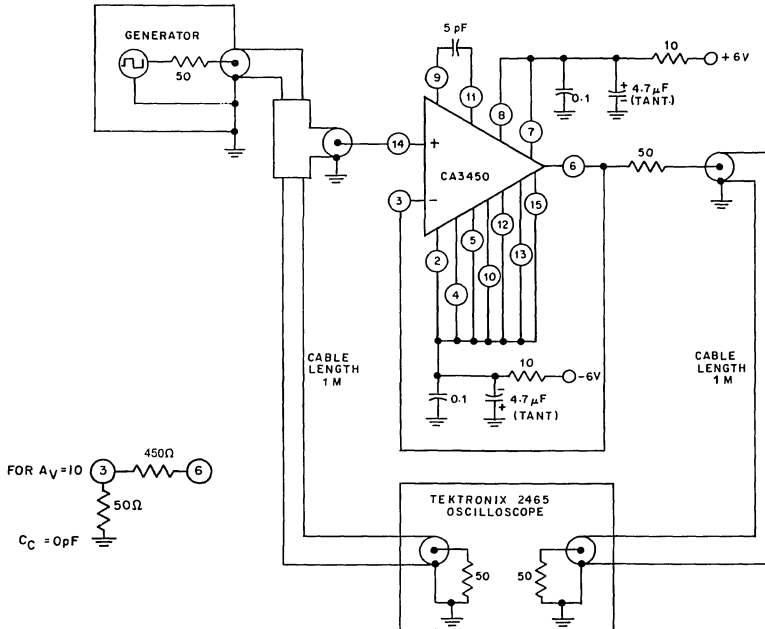 GENERATOR
50
5 pF
9
11
8
7
0.1
+
4.7µF
−
(TANT.)
10
+6V
14
+
CA3450
3
−
6
50
2
4
5
10
12
13
15
10
−6V
0.1
−
4.7µF
+
(TANT)
CABLE
LENGTH
1 M
CABLE
LENGTH
1 M
FOR AV=10
3
450Ω
6
50Ω
CC = 0pF
TEKTRONIX 2465
OSCILLOSCOPE
50
50